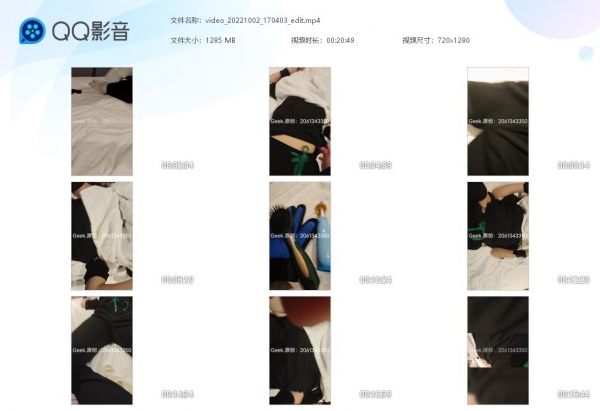 QQ影音
文件名称: video_20221002_170403_edit.mp4
文件大小: 1285 MB 视频时长: 00:20:49 视频尺寸: 720x1280
Geek.原创: 2061343350 Geek.原创: 2061343350 Geek.原创: 2061343350
00:02:04 00:04:09 00:06:14
Geek.原创: 2061343350 Geek.原创: 2061343350 Geek.原创: 2061343350
00:08:19 00:10:24 00:12:29
Geek.原创: 2061343350 Geek.原创: 2061343350 Geek.原创: 2061343350
00:14:34 00:16:39 00:18:44